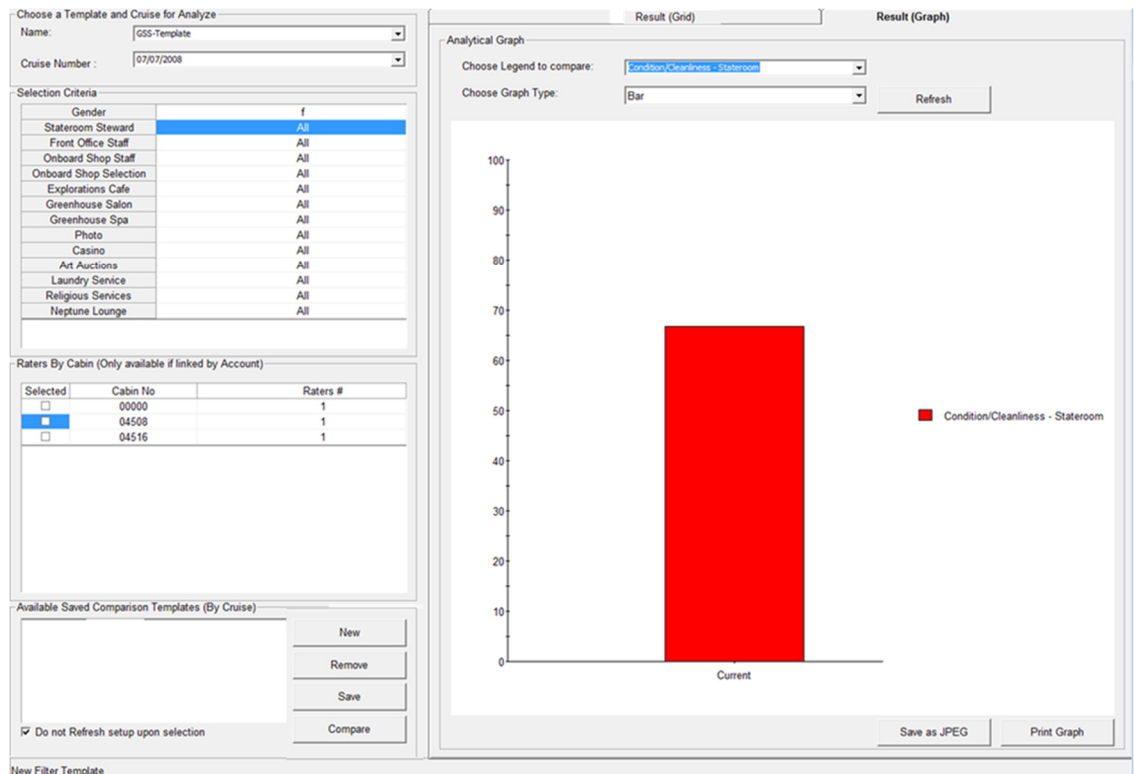 Choose a Template and Cruise for Analyze
Name: GSS-Template
Cruise Number : 07/07/2008
Selection Criteria
Gender f
Stateroom Steward All
Front Office Staff All
Onboard Shop Staff All
Onboard Shop Selection All
Explorations Cafe All
Greenhouse Salon All
Greenhouse Spa All
Photo All
Casino All
Art Auctions All
Laundry Service All
Religious Services All
Neptune Lounge All
Raters By Cabin (Only available if linked by Account)
Selected Cabin No Raters #
00000 1
04508 1
04516 1
Available Saved Comparison Templates (By Cruise)
New
Remove
Save
Compare
Do not Refresh setup upon selection
New Filter Template
Result (Grid) Result (Graph)
Analytical Graph
Choose Legend to compare: Condition/Cleanliness - Stateroom
Choose Graph Type: Bar Refresh
100
90
80
70
60
50
40
30
20
10
0
Current
Condition/Cleanliness - Stateroom
Save as JPEG Print Graph